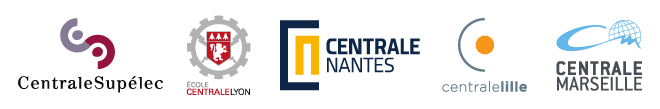 CentraleSupélec
ÉCOLE
CENTRALELYON
CENTRALE
NANTES
centralelille
CENTRALE
MARSEILLE